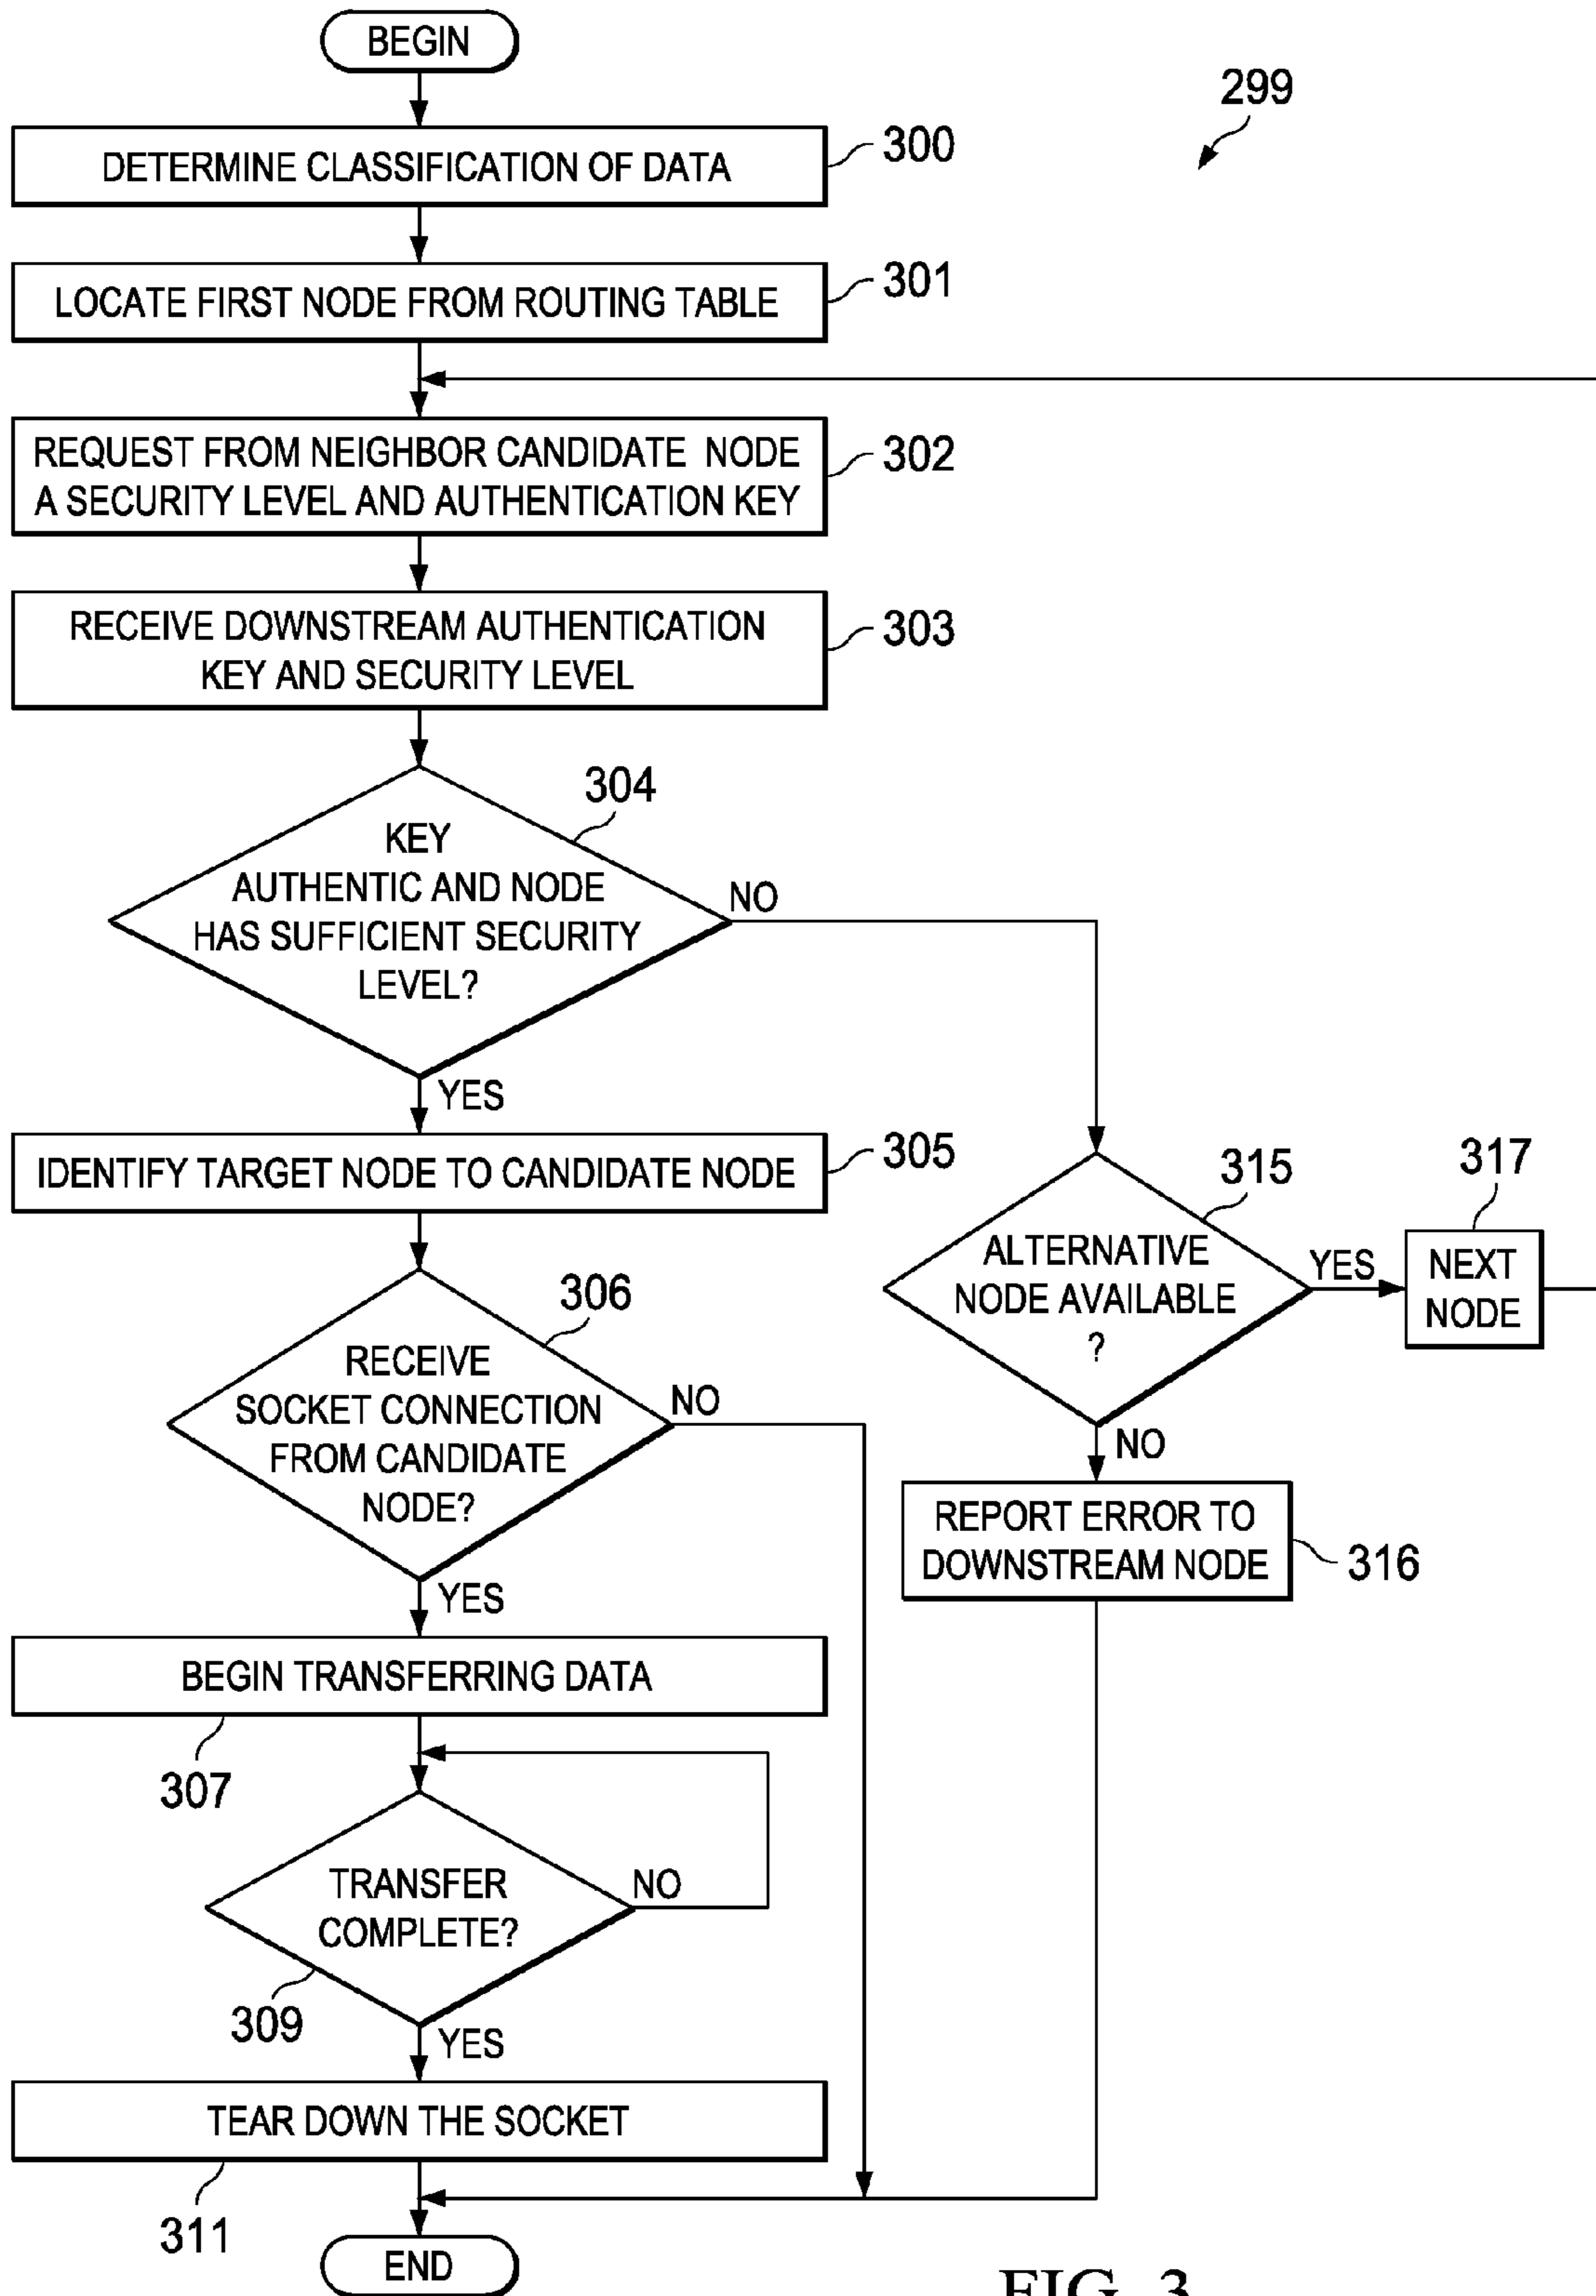 BEGIN
299
DETERMINE CLASSIFICATION OF DATA
300
LOCATE FIRST NODE FROM ROUTING TABLE
301
REQUEST FROM NEIGHBOR CANDIDATE NODE
A SECURITY LEVEL AND AUTHENTICATION KEY
302
RECEIVE DOWNSTREAM AUTHENTICATION
KEY AND SECURITY LEVEL
303
304
KEY
AUTHENTIC AND NODE
HAS SUFFICIENT SECURITY
LEVEL?
NO
YES
IDENTIFY TARGET NODE TO CANDIDATE NODE
305
315
ALTERNATIVE
NODE AVAILABLE
?
YES
317
NEXT
NODE
NO
REPORT ERROR TO
DOWNSTREAM NODE
316
306
RECEIVE
SOCKET CONNECTION
FROM CANDIDATE
NODE?
NO
YES
BEGIN TRANSFERRING DATA
307
TRANSFER
COMPLETE?
NO
309
YES
TEAR DOWN THE SOCKET
311
END
FIG. 3